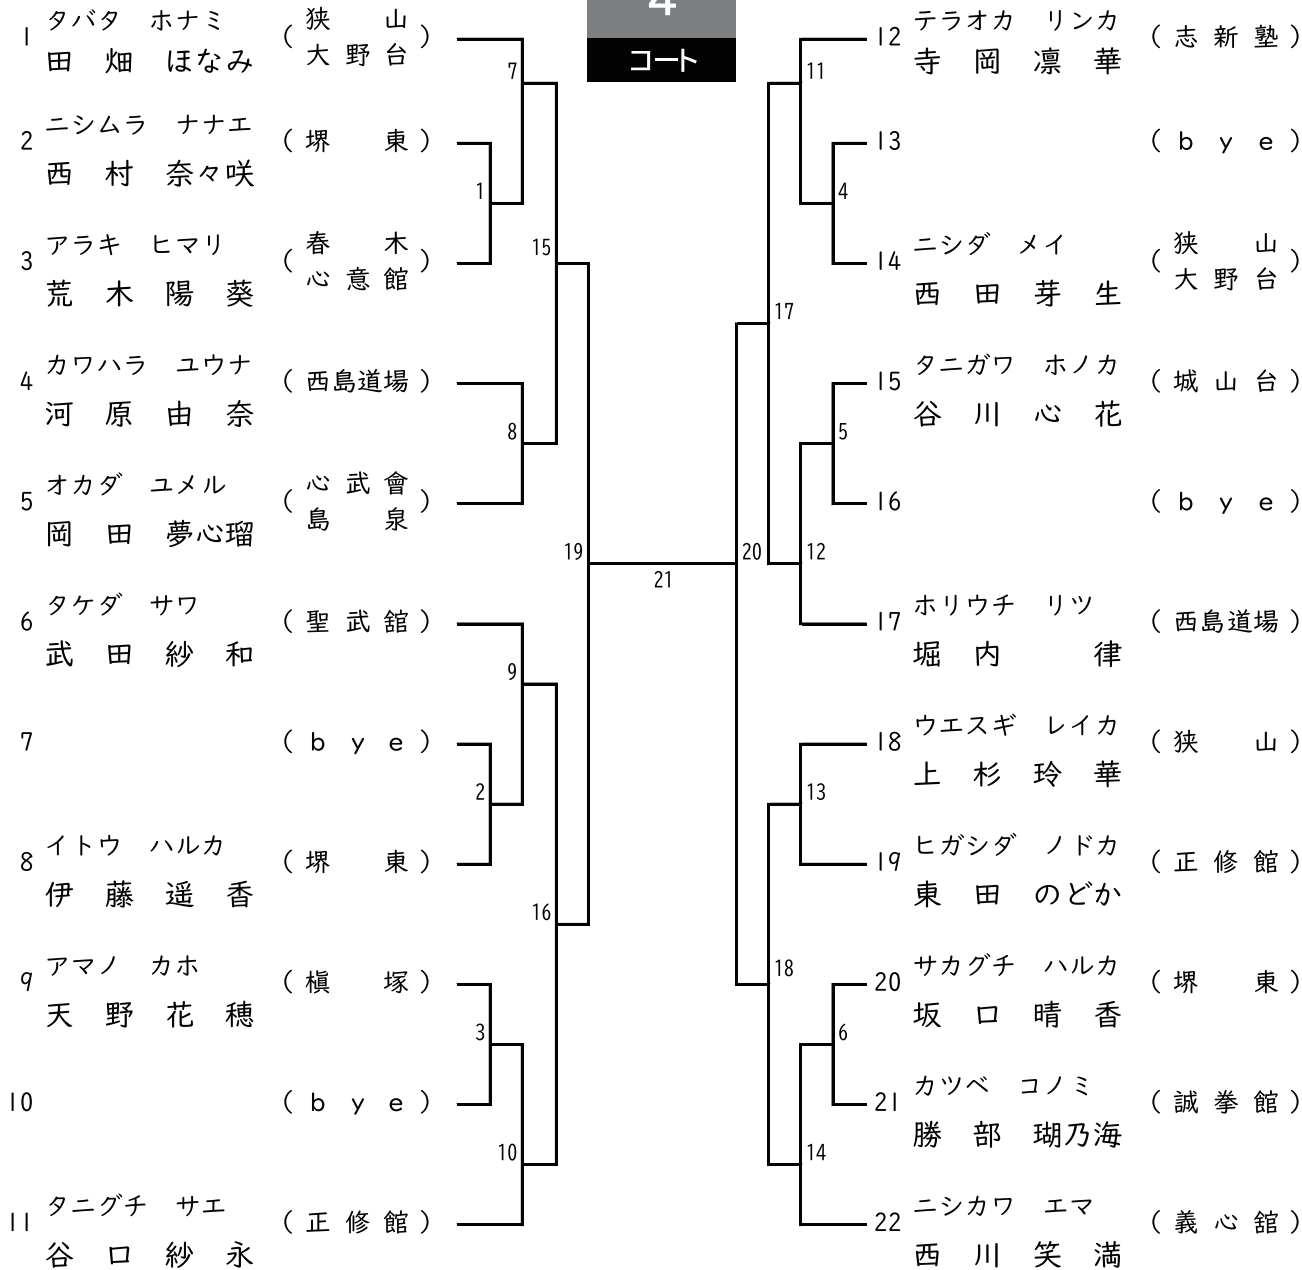 4
コート
1 タバタ ホナミ (狭 山
田 畑 ほなみ 大野台)
2 ニシムラ ナナエ (堺 東)
西 村 奈々咲
3 アラキ ヒマリ (春 木
荒 木 陽 葵 心意館)
4 カワハラ ユウナ (西島道場)
河 原 由 奈
5 オカダ ユメル (心武會
岡 田 夢心瑠 島 泉)
6 タケダ サワ (聖武舘)
武 田 紗 和
7 (bye)
8 イトウ ハルカ (堺 東)
伊 藤 遥 香
9 アマノ カホ (槇 塚)
天 野 花 穂
10 (bye)
11 タニグチ サエ (正修館)
谷 口 紗 永
7
1
15
8
19
9
2
16
3
10
21
12 テラオカ リンカ (志新塾)
寺 岡 凛 華
13 (bye)
14 ニシダ メイ (狭 山
西 田 芽 生 大野台)
15 タニガワ ホノカ (城山台)
谷 川 心 花
16 (bye)
17 ホリウチ リツ (西島道場)
堀 内 律
18 ウエスギ レイカ (狭 山)
上 杉 玲 華
19 ヒガシダ ノドカ (正修館)
東 田 のどか
20 サカグチ ハルカ (堺 東)
坂 口 晴 香
21 カツベ コノミ (誠拳館)
勝 部 瑚乃海
22 ニシカワ エマ (義心舘)
西 川 笑 満
11
4
17
5
20
12
13
18
6
14